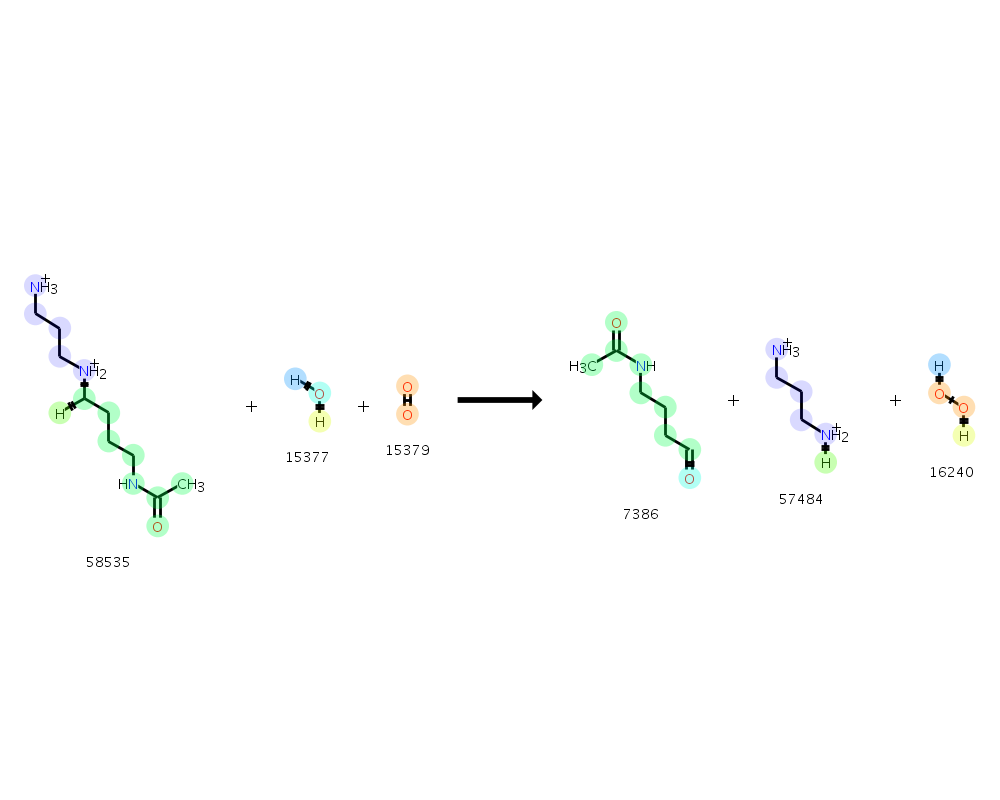 NH3 +
NH2 +
H
HN
CH3
O
58535
+
H
O
H
15377
+
O
O
15379
O
H3C
NH
O
7386
+
NH3 +
NH2 +
H
57484
+
H
O
O
H
16240